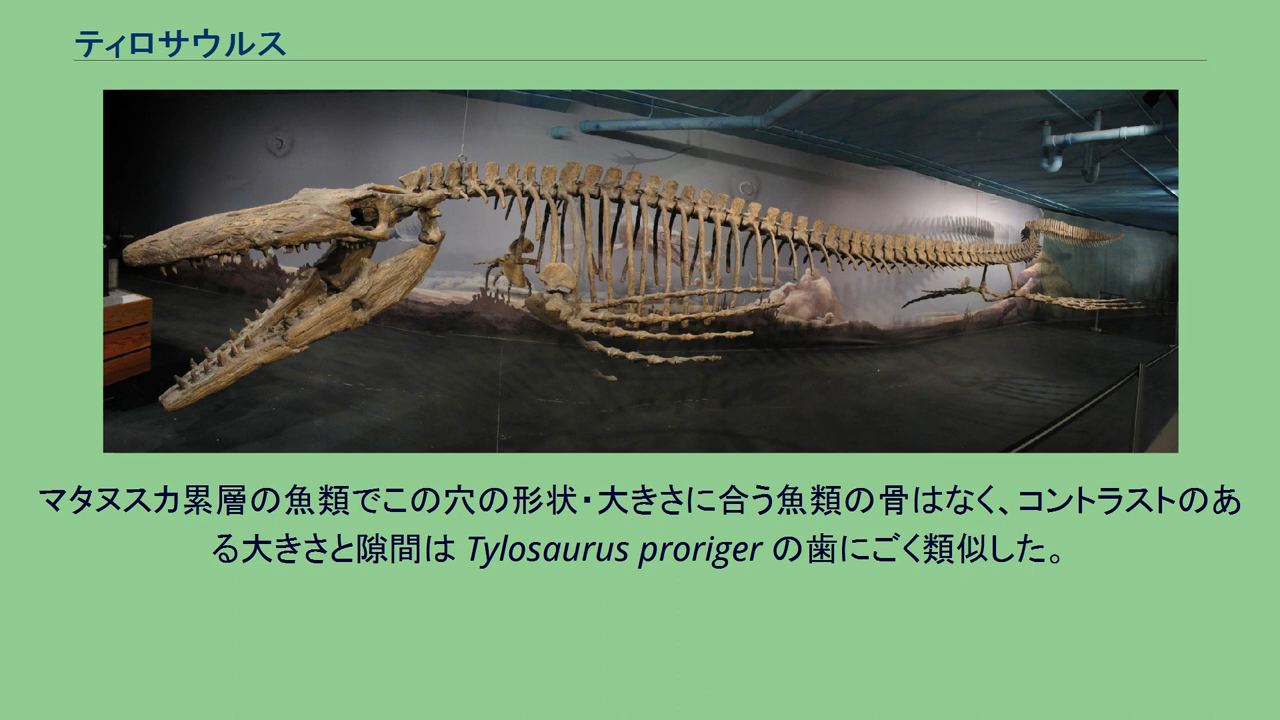 ティロサウルス
マタヌスカ累層の魚類でこの穴の形状・大きさに合う魚類の骨はなく、コントラストのあ
る大きさと隙間は Tylosaurus proriger の歯にごく類似した。